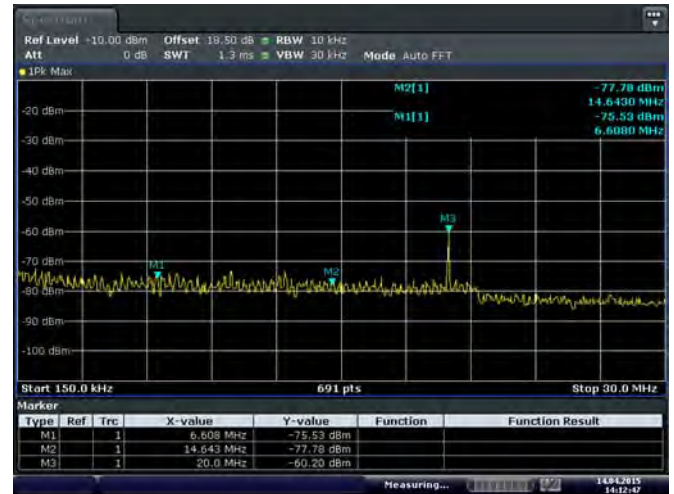 Spectrum
Ref Level -10.00 dBm Offset 18.50 dB RBW 10 kHz
Att 0 dB SWT 1.3 ms VBW 30 kHz Mode Auto FFT
1Pk Max
M2[1] -77.78 dBm
14.6430 MHz
-20 dBm
M1[1] -75.53 dBm
6.6080 MHz
-30 dBm
-40 dBm
-50 dBm
M3
-60 dBm
-70 dBm
M1
M2
-80 dBm
-90 dBm
-100 dBm
Start 150.0 kHz 691 pts Stop 30.0 MHz
Marker
Type Ref Trc X-value Y-value Function Function Result
M1 1 6.608 MHz -75.53 dBm
M2 1 14.643 MHz -77.78 dBm
M3 1 20.0 MHz -60.20 dBm
Measuring... 14.04.2015
14:12:47